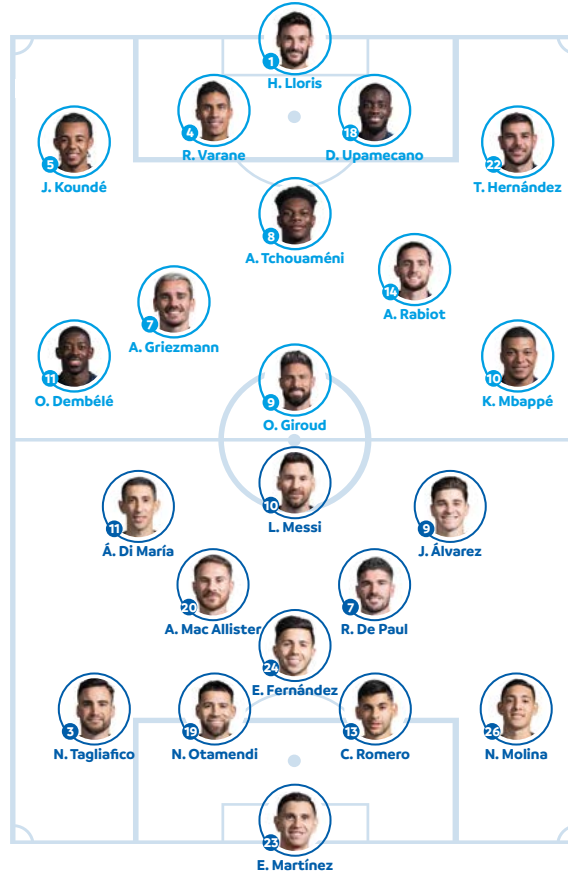 1
H. Lloris
4
R. Varane
18
D. Upamecano
5
J. Koundé
22
T. Hernández
8
A. Tchouaméni
14
A. Rabiot
7
A. Griezmann
11
O. Dembélé
10
K. Mbappé
9
O. Giroud
10
L. Messi
11
Á. Di María
9
J. Álvarez
20
A. Mac Allister
7
R. De Paul
24
E. Fernández
3
N. Tagliafico
19
N. Otamendi
13
C. Romero
26
N. Molina
23
E. Martínez